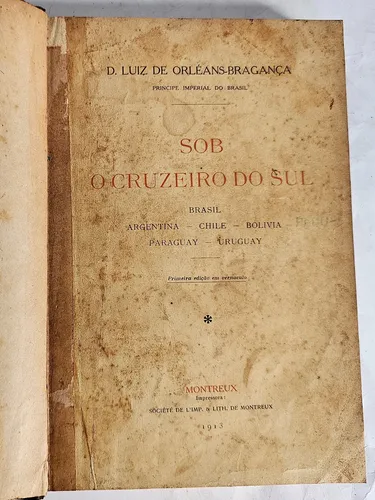 D. LUIZ DE ORLÉANS-BRAGANÇA
PRINCIPE IMPERIAL DO BRASIL
SOB
O CRUZEIRO DO SUL
BRASIL
ARGENTINA — CHILE — BOLIVIA
PARAGUAY — URUGUAY
Primeira edição em vernaculo
*
MONTREUX
Impressora:
SOCIÉTÉ DE L'IMP. & LITH. DE MONTREUX
1913